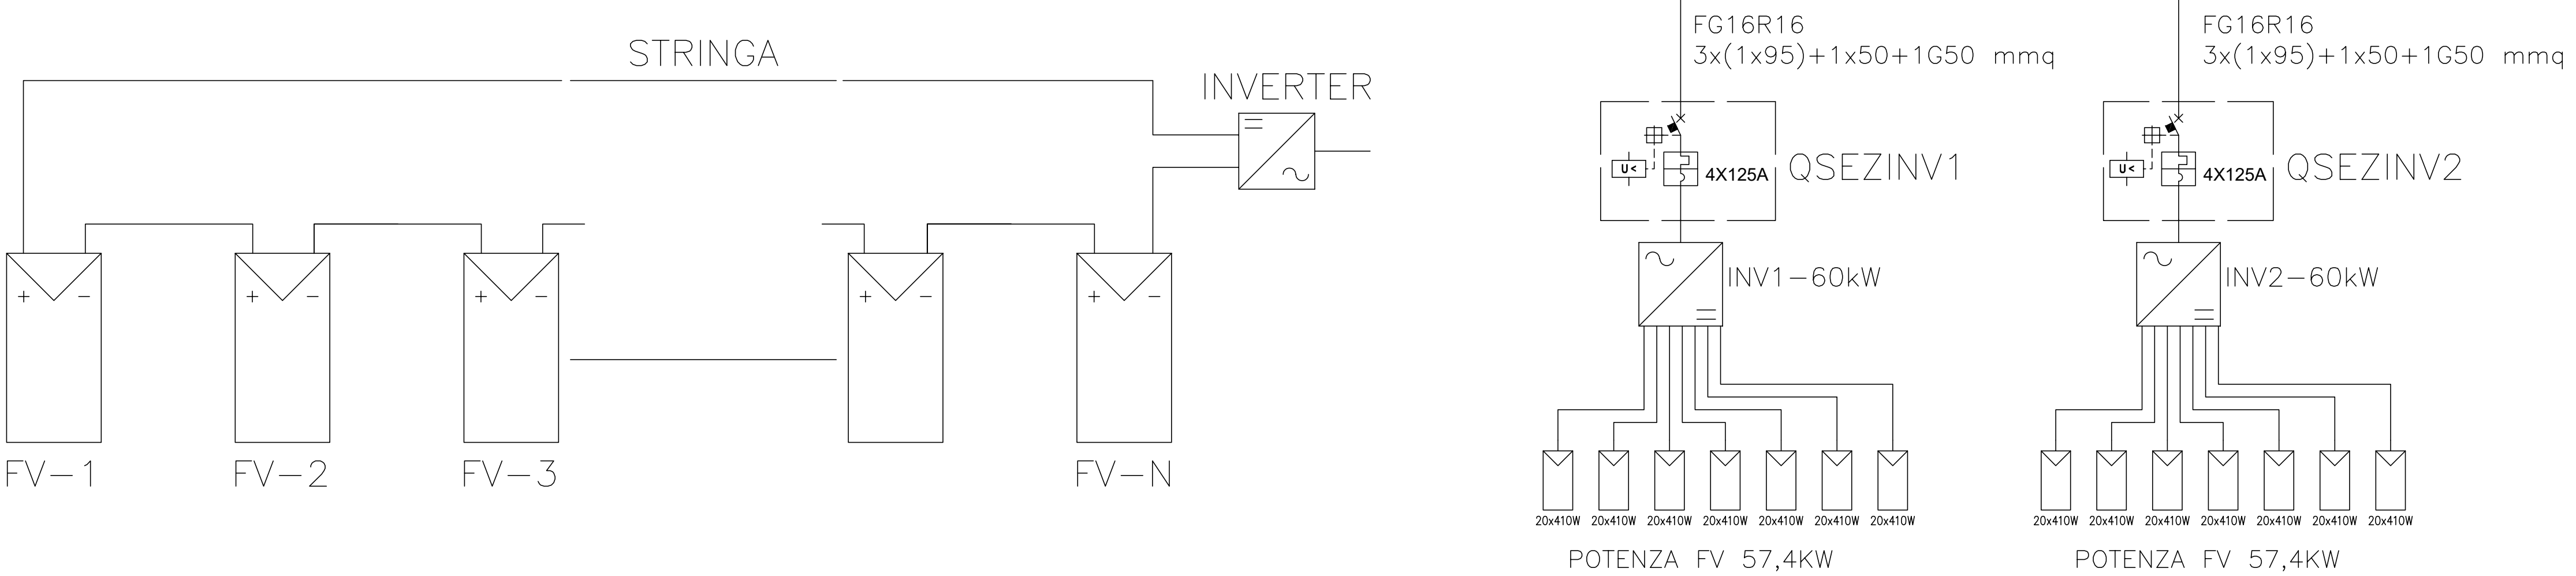 STRINGA
INVERTER
+ - + - + - + - + -
FV-1 FV-2 FV-3 FV-N
FG16R16
3x(1x95)+1x50+1G50 mmq
U<
4X125A
QSEZINV1
INV1-60kW
20x410W 20x410W 20x410W 20x410W 20x410W 20x410W 20x410W
POTENZA FV 57,4KW
FG16R16
3x(1x95)+1x50+1G50 mmq
U<
4X125A
QSEZINV2
INV2-60kW
20x410W 20x410W 20x410W 20x410W 20x410W 20x410W 20x410W
POTENZA FV 57,4KW